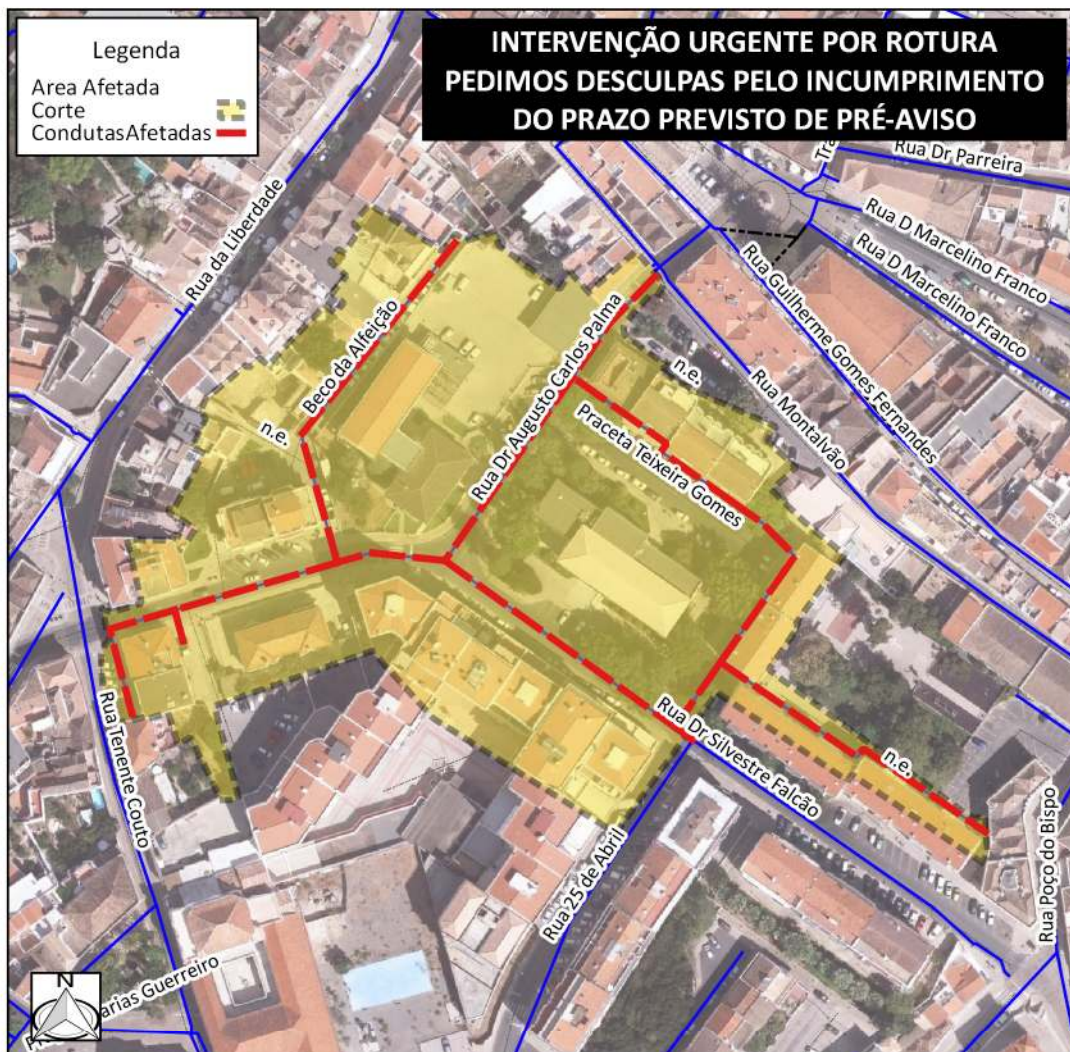 Legenda
Area Afetada
Corte
CondutasAfetadas
INTERVENÇÃO URGENTE POR ROTURA
PEDIMOS DESCULPAS PELO INCUMPRIMENTO
DO PRAZO PREVISTO DE PRÉ-AVISO
Rua da Liberdade
Tra
Rua Dr Parreira
Rua D Marcelino Franco
Rua D Marcelino Franco
Rua Guilherme Gomes Fernandes
Rua Montalvão
Beco da Alfeição
n.e.
Rua Dr Augusto Carlos Palma
n.e.
Praceta Teixeira Gomes
Rua Dr Silvestre Falcão
n.e.
Rua Tenente Couto
Rua 25 de Abril
Rua Poço do Bispo
arias Guerreiro
N